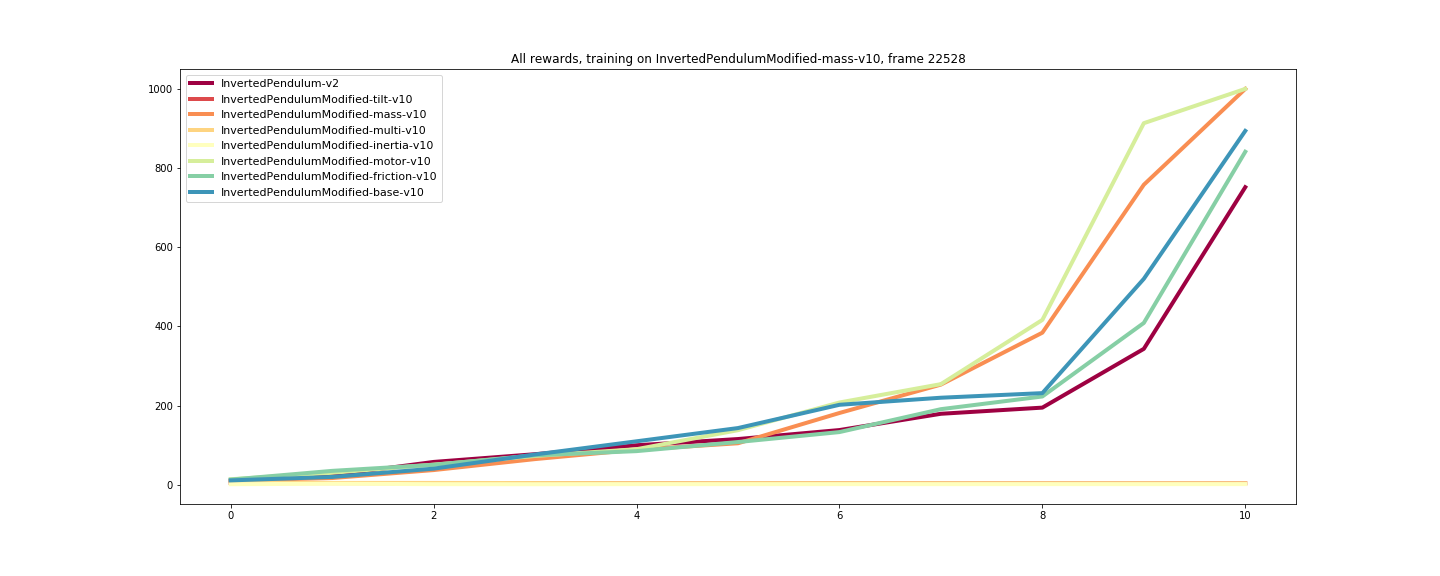 All rewards, training on InvertedPendulumModified-mass-v10, frame 22528
1000
800
600
400
200
0
InvertedPendulum-v2
InvertedPendulumModified-tilt-v10
InvertedPendulumModified-mass-v10
InvertedPendulumModified-multi-v10
InvertedPendulumModified-inertia-v10
InvertedPendulumModified-motor-v10
InvertedPendulumModified-friction-v10
InvertedPendulumModified-base-v10
0 2 4 6 8 10